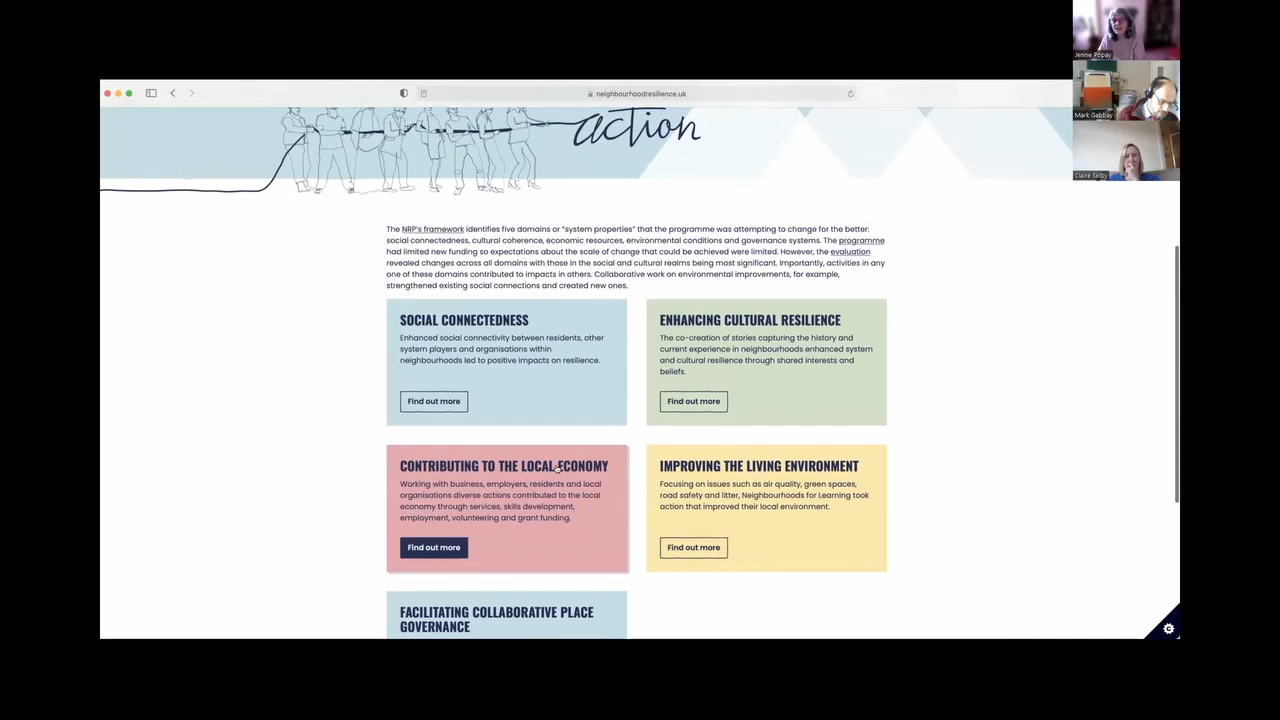 Jennie Popay
neighbourhoodresilience.uk
Mark Gabbay
action
Claire Selby
The NRP's framework identifies five domains or “system properties” that the programme was attempting to change for the better:
social connectedness, cultural coherence, economic resources, environmental conditions and governance systems. The programme
had limited new funding so expectations about the scale of change that could be achieved were limited. However, the evaluation
revealed changes across all domains with those in the social and cultural realms being most significant. Importantly, activities in any
one of these domains contributed to impacts in others. Collaborative work on environmental improvements, for example,
strengthened existing social connections and created new ones.
SOCIAL CONNECTEDNESS
Enhanced social connectivity between residents, other
system players and organisations within
neighbourhoods led to positive impacts on resilience.
Find out more
ENHANCING CULTURAL RESILIENCE
The co-creation of stories capturing the history and
current experience in neighbourhoods enhanced system
and cultural resilience through shared interests and
beliefs.
Find out more
CONTRIBUTING TO THE LOCAL ECONOMY
Working with business, employers, residents and local
organisations diverse actions contributed to the local
economy through services, skills development,
employment, volunteering and grant funding.
Find out more
IMPROVING THE LIVING ENVIRONMENT
Focusing on issues such as air quality, green spaces,
road safety and litter, Neighbourhoods for Learning took
action that improved their local environment.
Find out more
FACILITATING COLLABORATIVE PLACE
GOVERNANCE